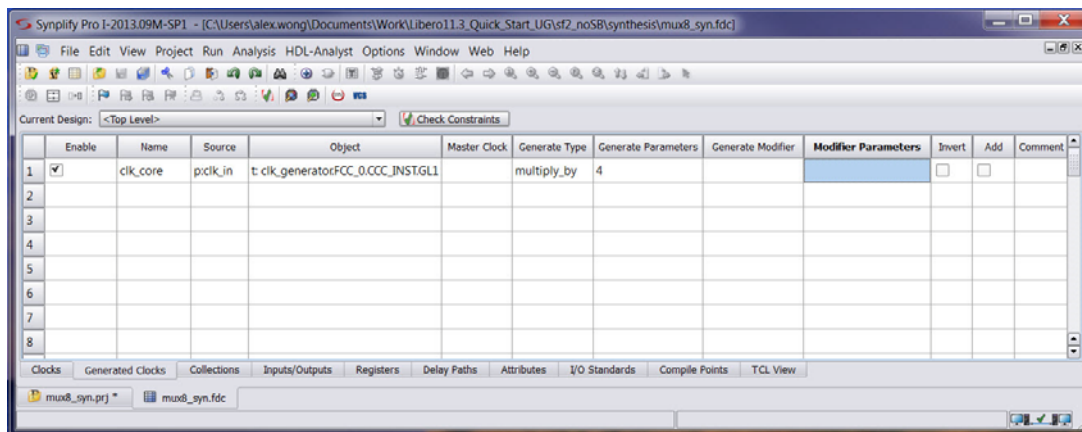 Synplify Pro I-2013.09M-SP1 - [C:\Users\alex.wong\Documents\Work\Libero11.3_Quick_Start_UG\sf2_noSB\synthesis\mux8_syn.fdc]
File Edit View Project Run Analysis HDL-Analyst Options Window Web Help
VCS
Current Design: <Top Level> Check Constraints
Enable Name Source Object Master Clock Generate Type Generate Parameters Generate Modifier Modifier Parameters Invert Add Comment
1 clk_core p:clk_in t: clk_generator.FCC_0.CCC_INST.GL1 multiply_by 4
2
3
4
5
6
7
8
Clocks Generated Clocks Collections Inputs/Outputs Registers Delay Paths Attributes I/O Standards Compile Points TCL View
mux8_syn.prj * mux8_syn.fdc